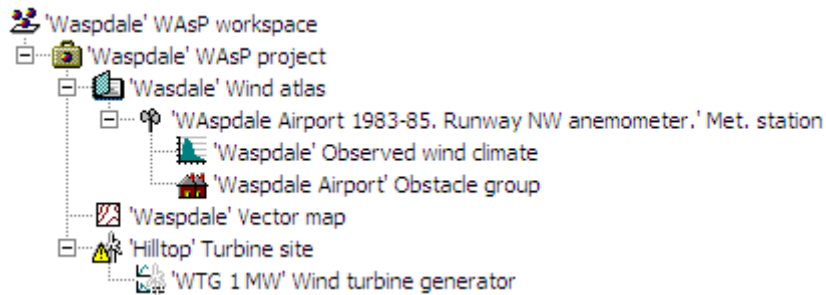 'Waspdale' WAsP workspace
'Waspdale' WAsP project
'Wasdale' Wind atlas
'WAspdale Airport 1983-85. Runway NW anemometer.' Met. station
'Waspdale' Observed wind climate
'Waspdale Airport' Obstacle group
'Waspdale' Vector map
'Hilltop' Turbine site
'WTG 1 MW' Wind turbine generator